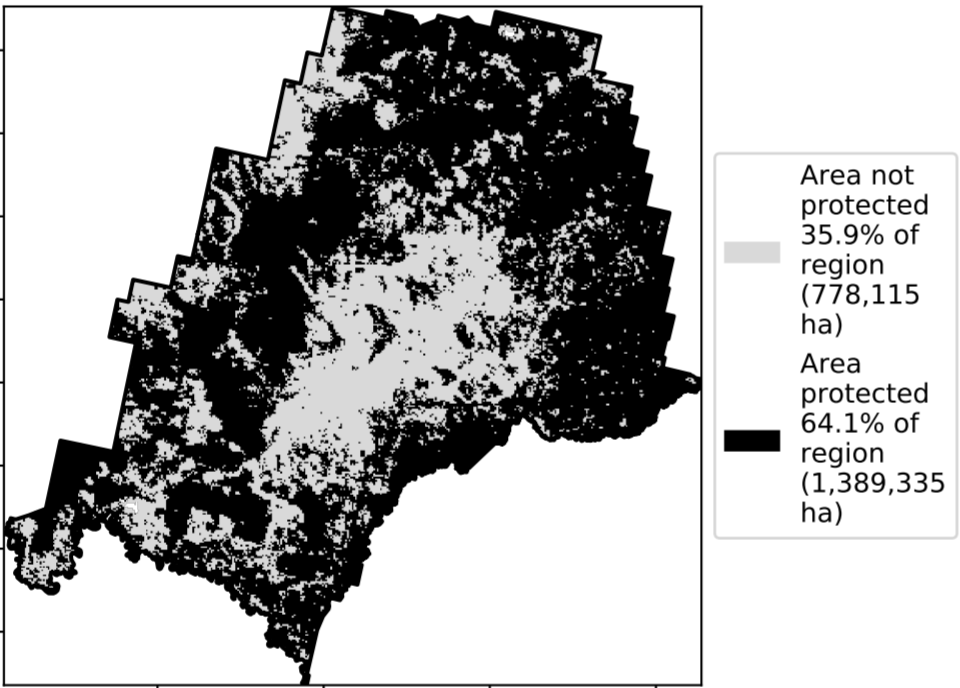 Area not
protected
35.9% of
region
(778,115
ha)
Area
protected
64.1% of
region
(1,389,335
ha)